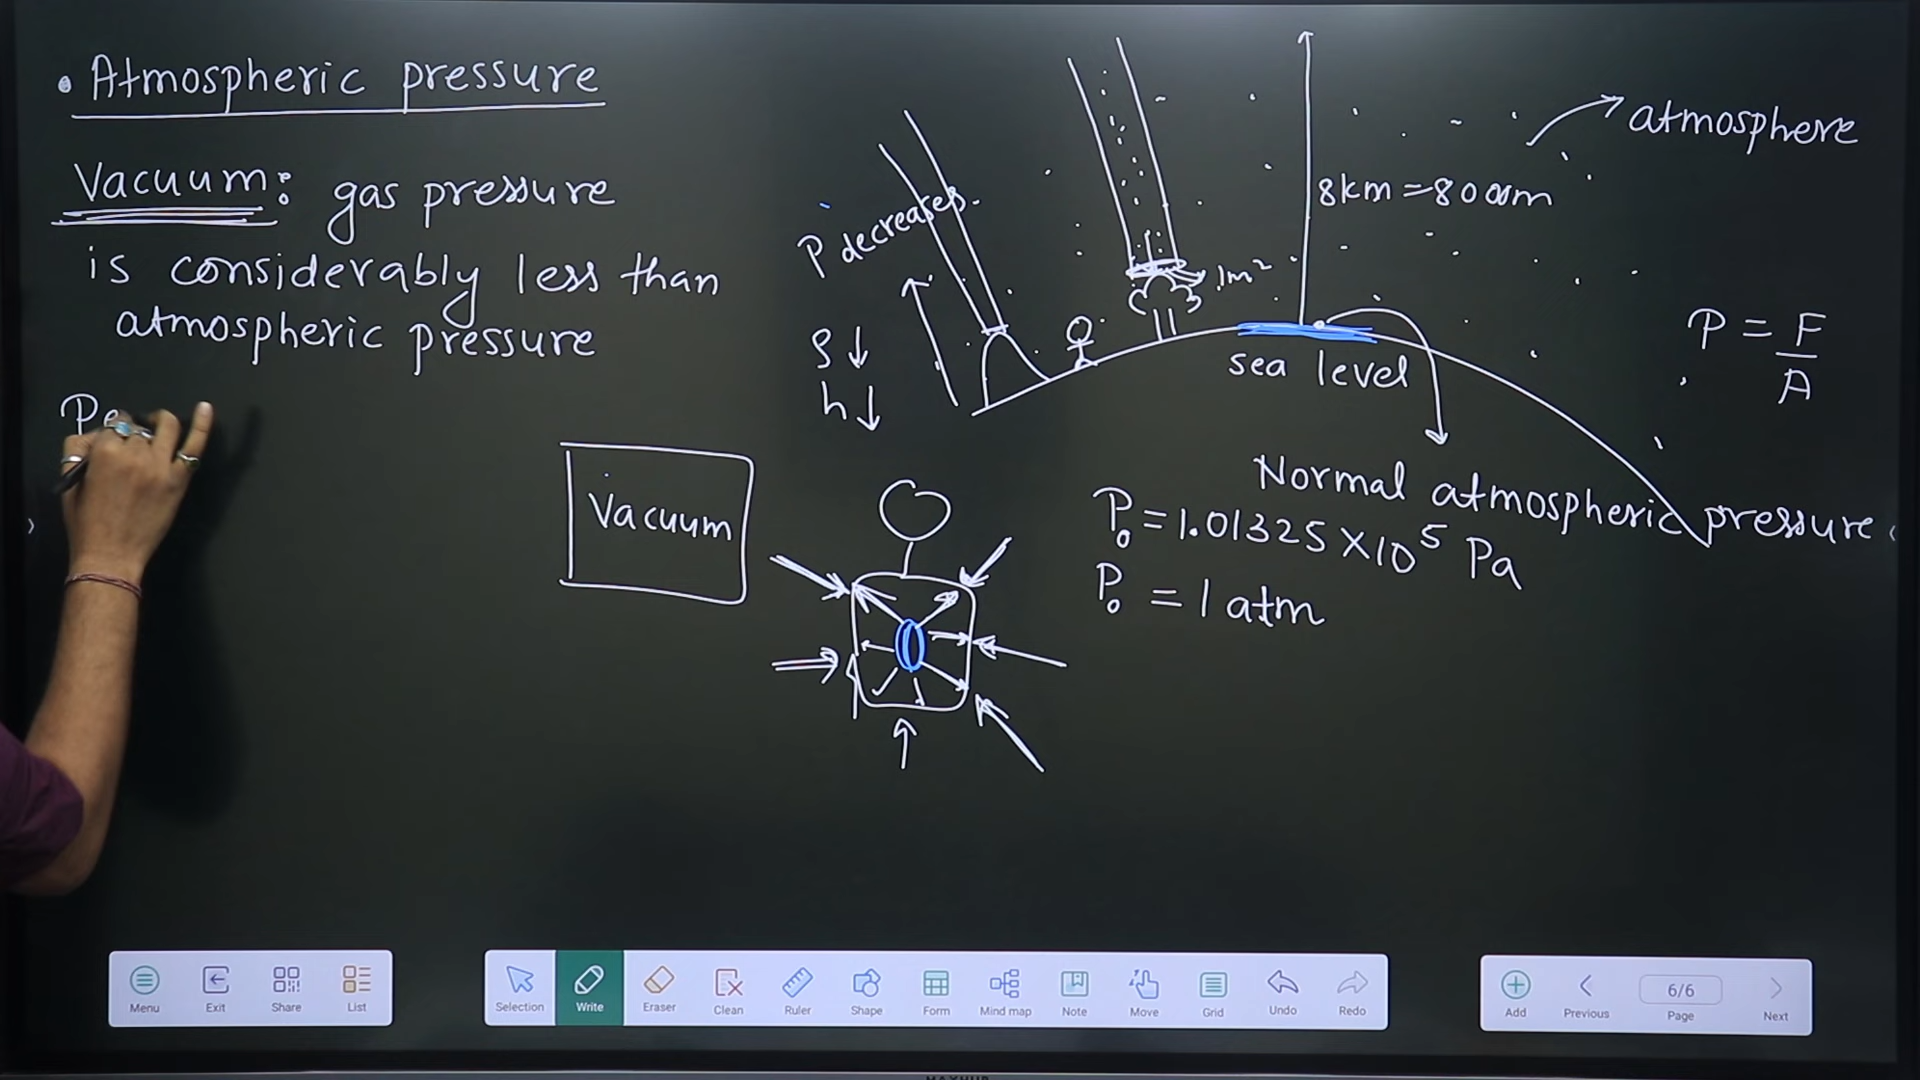 • Atmospheric pressure
Vacuum: gas pressure
is considerably less than
atmospheric pressure
Pe
Vacuum
P decreases.
ρ↓
h↓
1m²
8km = 8000m
atmosphere
sea level
P = F/A
Normal atmospheric pressure
P₀ = 1.01325 × 10⁵ Pa
P₀ = 1 atm
Menu Exit Share List
Selection Write Eraser Clean Ruler Shape Form Mind map Note Move Grid Undo Redo
Add Previous 6/6 Page Next